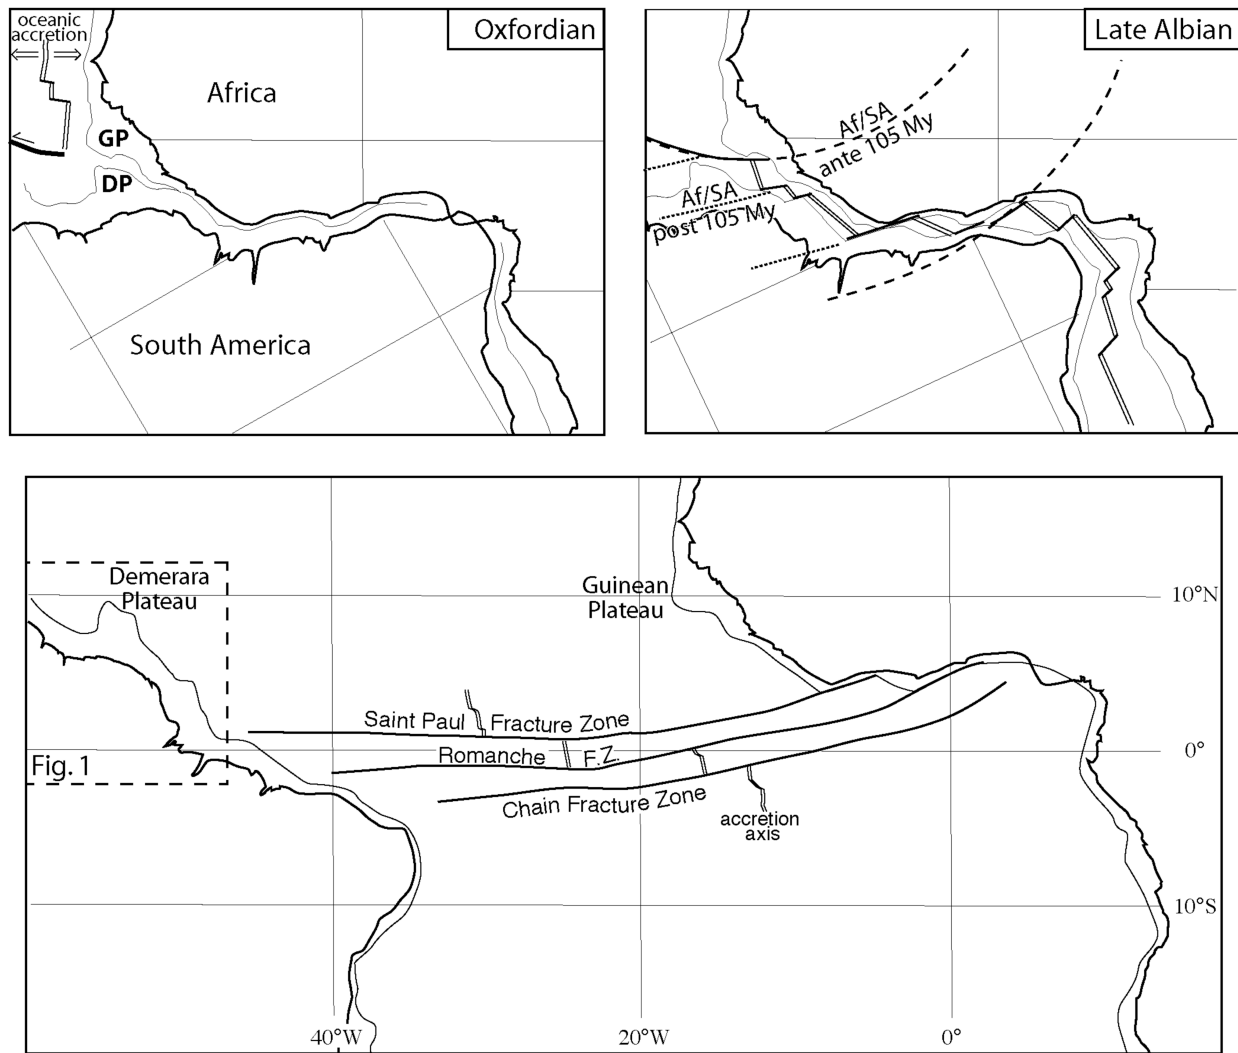 oceanic
accretion
Oxfordian
Africa
GP
DP
South America
Late Albian
Af/SA
ante 105 My
Af/SA
post 105 My
Demerara
Plateau
Guinean
Plateau
10°N
Saint Paul Fracture Zone
Romanche F.Z.
0°
Fig. 1
Chain Fracture Zone
accretion
axis
10°S
40°W
20°W
0°